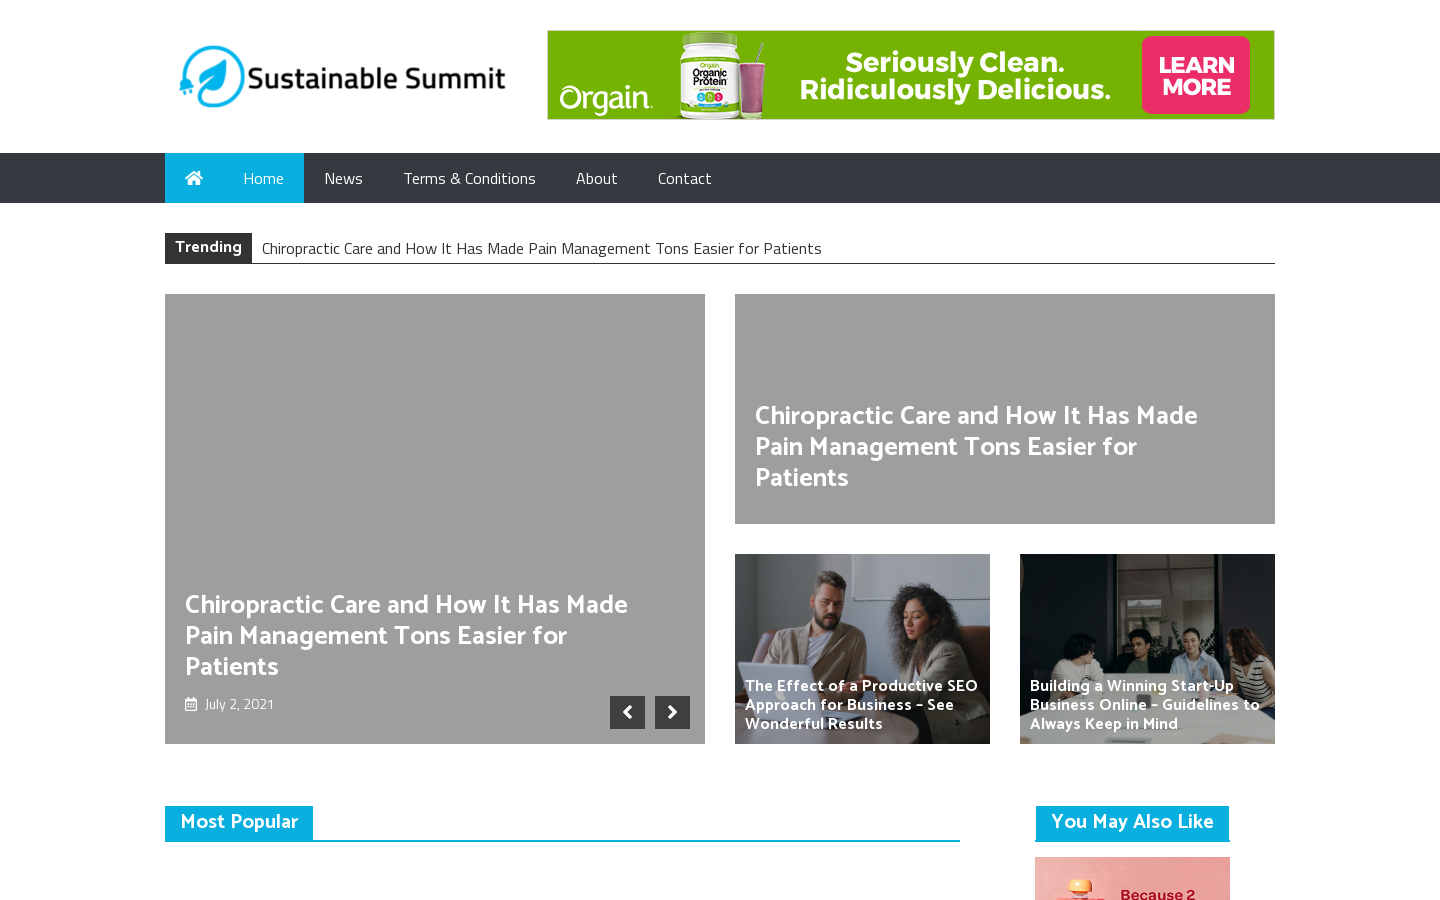 Sustainable Summit
Orgain
Orgain
Organic
Protein
Seriously Clean.
Ridiculously Delicious.
LEARN
MORE
Home
News
Terms & Conditions
About
Contact
Trending
Chiropractic Care and How It Has Made Pain Management Tons Easier for Patients
Chiropractic Care and How It Has Made
Pain Management Tons Easier for
Patients
July 2, 2021
Chiropractic Care and How It Has Made
Pain Management Tons Easier for
Patients
The Effect of a Productive SEO
Approach for Business – See
Wonderful Results
Building a Winning Start-Up
Business Online – Guidelines to
Always Keep in Mind
Most Popular
You May Also Like
Because 2